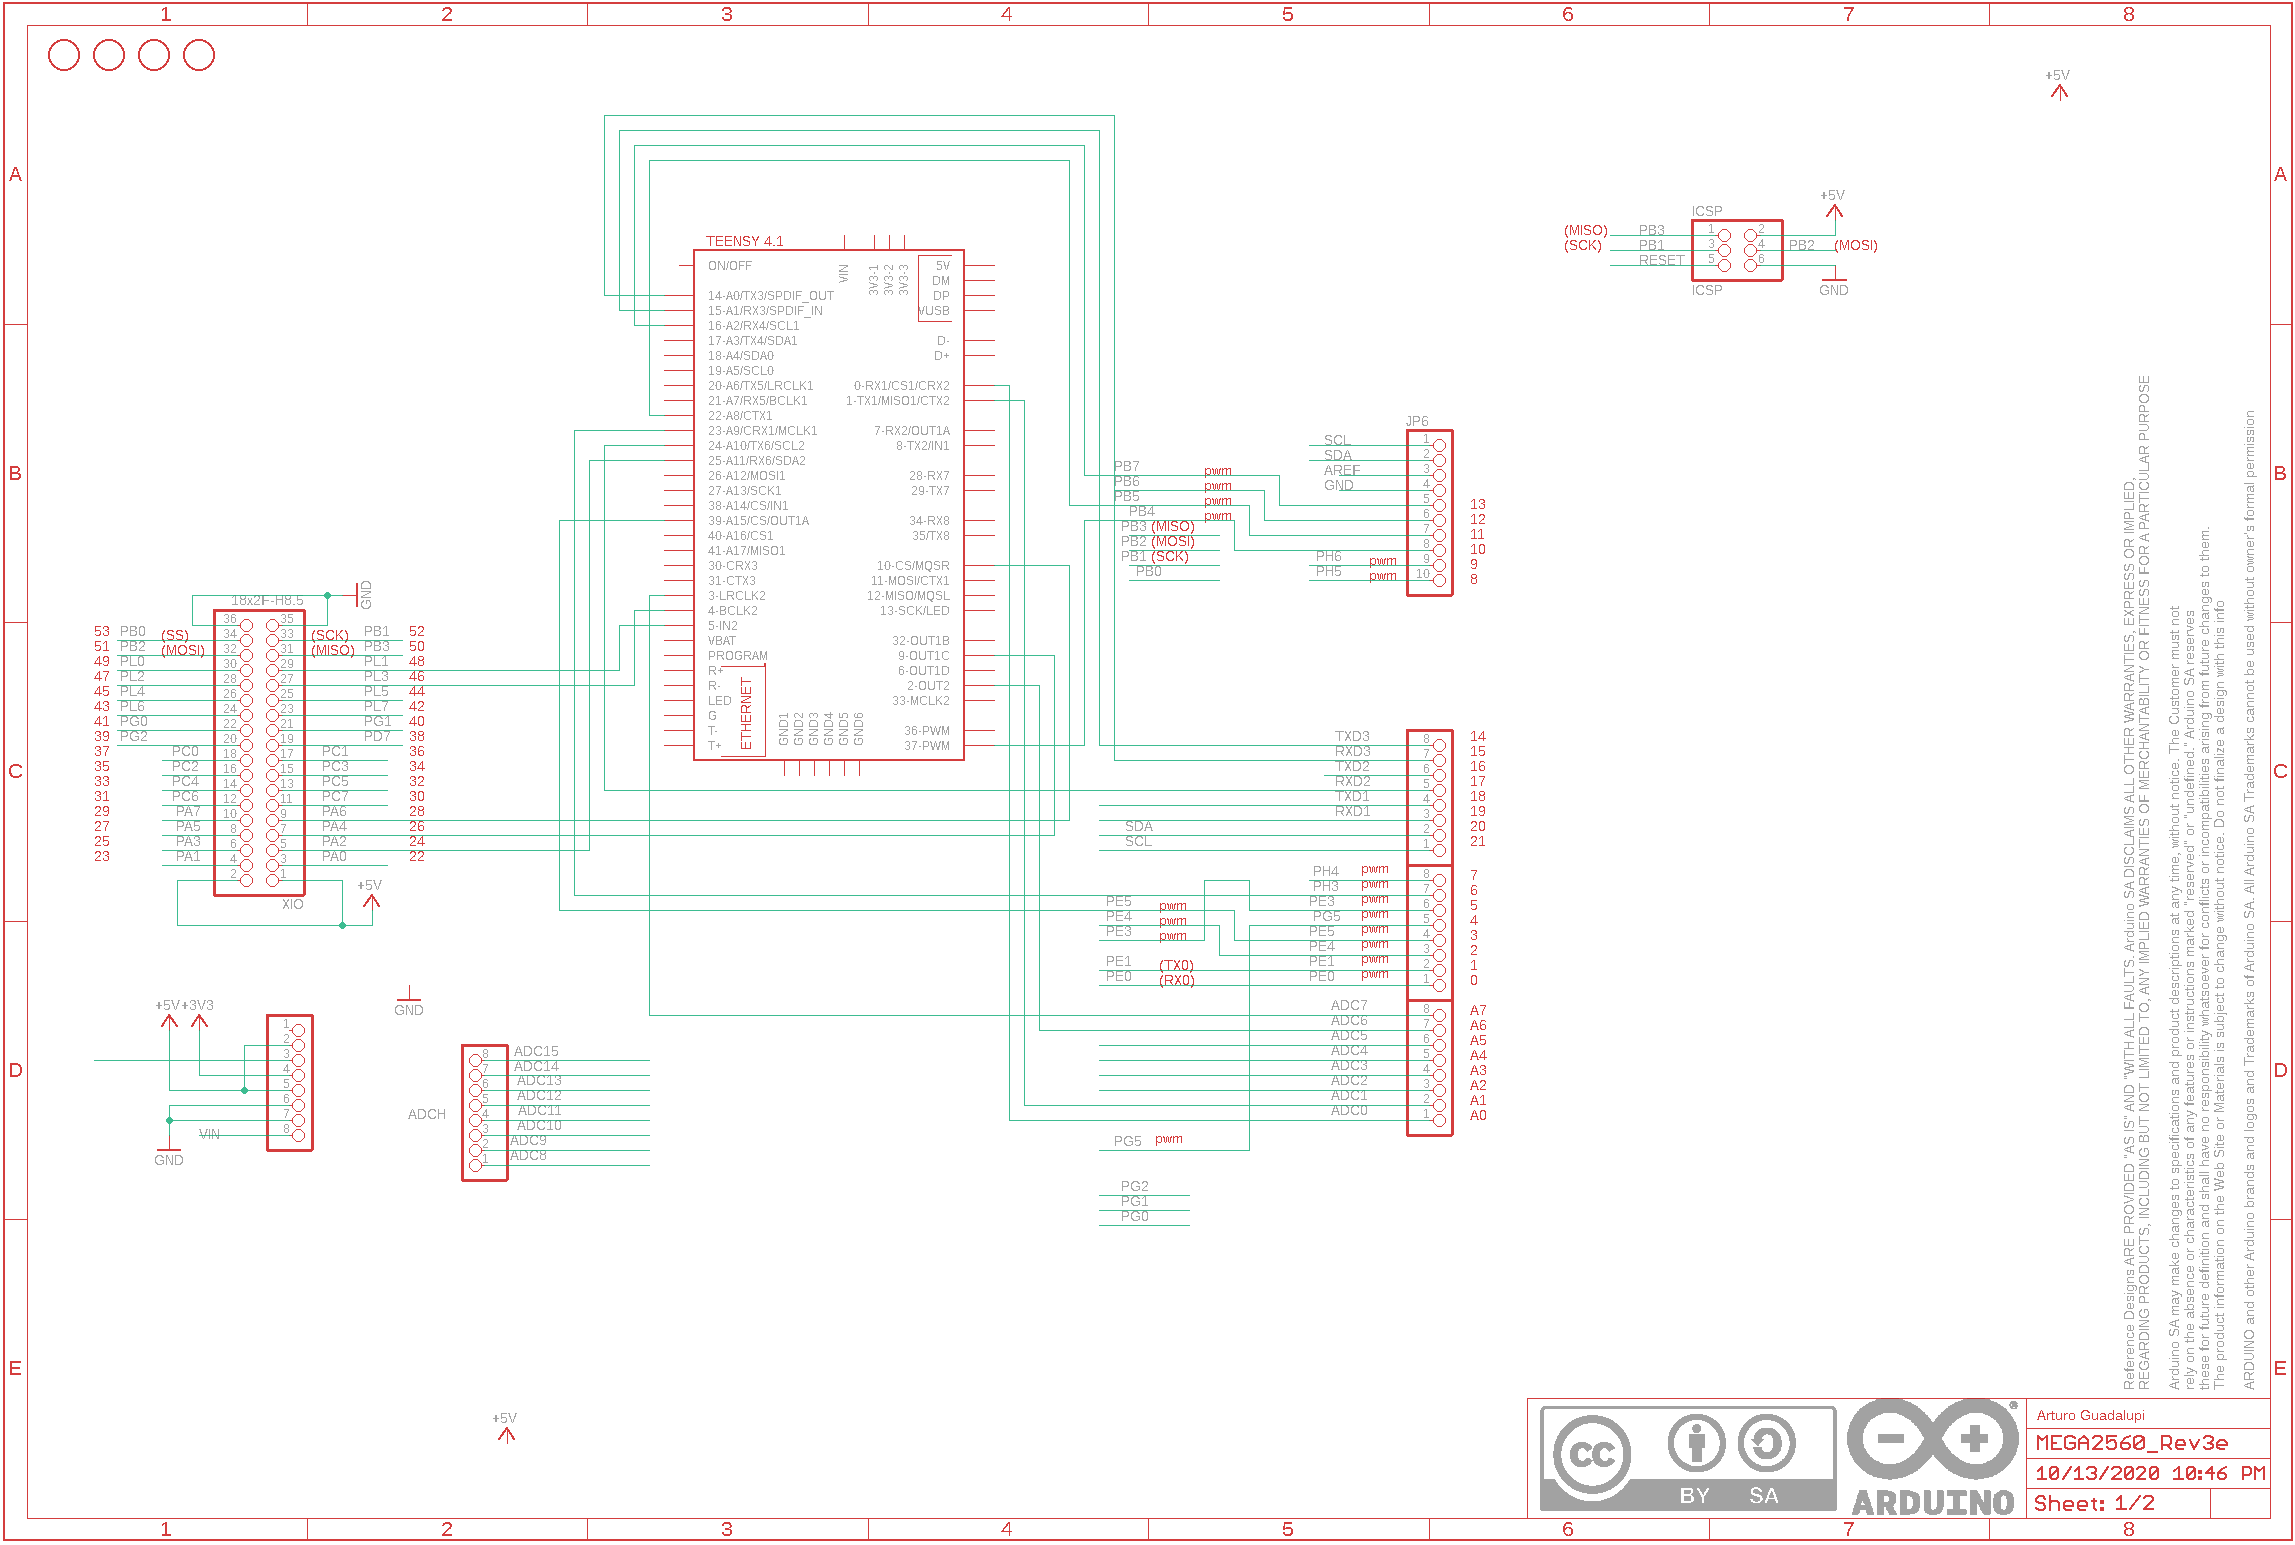 1 2 3 4 5 6 7 8
A A
B B
C C
D D
E E
+5V
TEENSY 4.1
ON/OFF
14-A0/TX3/SPDIF_OUT
15-A1/RX3/SPDIF_IN
16-A2/RX4/SCL1
17-A3/TX4/SDA1
18-A4/SDA0
19-A5/SCL0
20-A6/TX5/LRCLK1
21-A7/RX5/BCLK1
22-A8/CTX1
23-A9/CRX1/MCLK1
24-A10/TX6/SCL2
25-A11/RX6/SDA2
26-A12/MOSI1
27-A13/SCK1
38-A14/CS/IN1
39-A15/CS/OUT1A
40-A16/CS1
41-A17/MISO1
30-CRX3
31-CTX3
3-LRCLK2
4-BCLK2
5-IN2
VBAT
PROGRAM
R+
R-
LED
G
T-
T+
ETHERNET
VIN
3V3-1
3V3-2
3V3-3
GND1
GND2
GND3
GND4
GND5
GND6
5V
DM
DP
VUSB
D-
D+
0-RX1/CS1/CRX2
1-TX1/MISO1/CTX2
7-RX2/OUT1A
8-TX2/IN1
28-RX7
29-TX7
34-RX8
35/TX8
10-CS/MQSR
11-MOSI/CTX1
12-MISO/MQSL
13-SCK/LED
32-OUT1B
9-OUT1C
6-OUT1D
2-OUT2
33-MCLK2
36-PWM
37-PWM
+5V
ICSP
(MISO) PB3 1 2
(SCK) PB1 3 4 PB2 (MOSI)
RESET 5 6
ICSP
GND
JP6
SCL 1
SDA 2
AREF 3
GND 4
5 13
6 12
7 11
8 10
PH6 pwm 9 9
PH5 pwm 10 8
PB7 pwm
PB6 pwm
PB5 pwm
PB4 pwm
PB3 (MISO)
PB2 (MOSI)
PB1 (SCK)
PB0
GND
18x2F-H8.5
36 35
53 PB0 (SS) 34 33 (SCK) PB1 52
51 PB2 (MOSI) 32 31 (MISO) PB3 50
49 PL0 30 29 PL1 48
47 PL2 28 27 PL3 46
45 PL4 26 25 PL5 44
43 PL6 24 23 PL7 42
41 PG0 22 21 PG1 40
39 PG2 20 19 PD7 38
37 PC0 18 17 PC1 36
35 PC2 16 15 PC3 34
33 PC4 14 13 PC5 32
31 PC6 12 11 PC7 30
29 PA7 10 9 PA6 28
27 PA5 8 7 PA4 26
25 PA3 6 5 PA2 24
23 PA1 4 3 PA0 22
2 1
+5V
XIO
TXD3 8 14
RXD3 7 15
TXD2 6 16
RXD2 5 17
TXD1 4 18
RXD1 3 19
SDA 2 20
SCL 1 21
PH4 pwm 8 7
PH3 pwm 7 6
PE3 pwm 6 5
PG5 pwm 5 4
PE5 pwm 4 3
PE4 pwm 3 2
PE1 pwm 2 1
PE0 pwm 1 0
PE5 pwm
PE4 pwm
PE3 pwm
PE1 (TX0)
PE0 (RX0)
ADC7 8 A7
ADC6 7 A6
ADC5 6 A5
ADC4 5 A4
ADC3 4 A3
ADC2 3 A2
ADC1 2 A1
ADC0 1 A0
PG5 pwm
PG2
PG1
PG0
+5V +3V3
1
2
3
4
5
6
7
VIN 8
GND
GND
ADCH
8 ADC15
7 ADC14
6 ADC13
5 ADC12
4 ADC11
3 ADC10
2 ADC9
1 ADC8
+5V
Reference Designs ARE PROVIDED "AS IS" AND "WITH ALL FAULTS. Arduino SA DISCLAIMS ALL OTHER WARRANTIES, EXPRESS OR IMPLIED,
REGARDING PRODUCTS, INCLUDING BUT NOT LIMITED TO, ANY IMPLIED WARRANTIES OF MERCHANTABILITY OR FITNESS FOR A PARTICULAR PURPOSE
Arduino SA may make changes to specifications and product descriptions at any time, without notice. The Customer must not
rely on the absence or characteristics of any features or instructions marked "reserved" or "undefined." Arduino SA reserves
these for future definition and shall have no responsibility whatsoever for conflicts or incompatibilities arising from future changes to them.
The product information on the Web Site or Materials is subject to change without notice. Do not finalize a design with this info
ARDUINO and other Arduino brands and logos and Trademarks of Arduino SA. All Arduino SA Trademarks cannot be used without owner's formal permission
cc
BY SA
®
ARDUINO
Arturo Guadalupi
MEGA2560_Rev3e
10/13/2020 10:46 PM
Sheet: 1/2
1 2 3 4 5 6 7 8